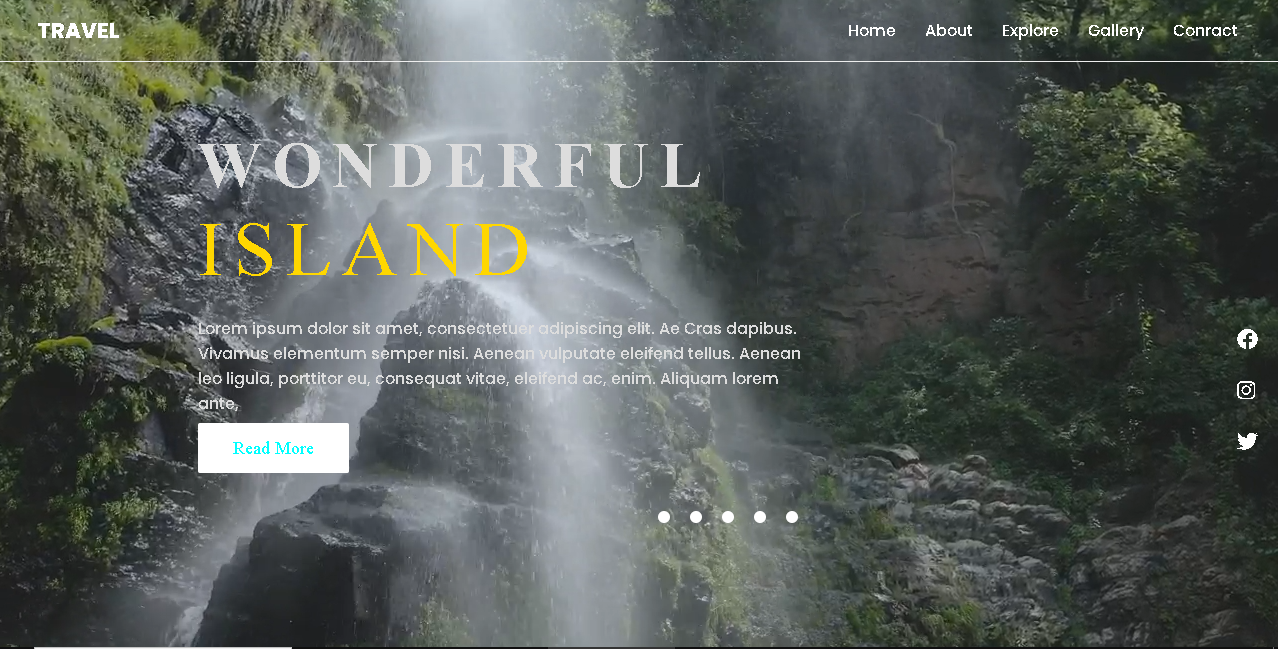 TRAVEL
Home About Explore Gallery Conract
WONDERFUL
ISLAND
Lorem ipsum dolor sit amet, consectetuer adipiscing elit. Ae Cras dapibus.
Vivamus elementum semper nisi. Aenean vulputate eleifend tellus. Aenean
leo ligula, porttitor eu, consequat vitae, eleifend ac, enim. Aliquam lorem
ante,
Read More